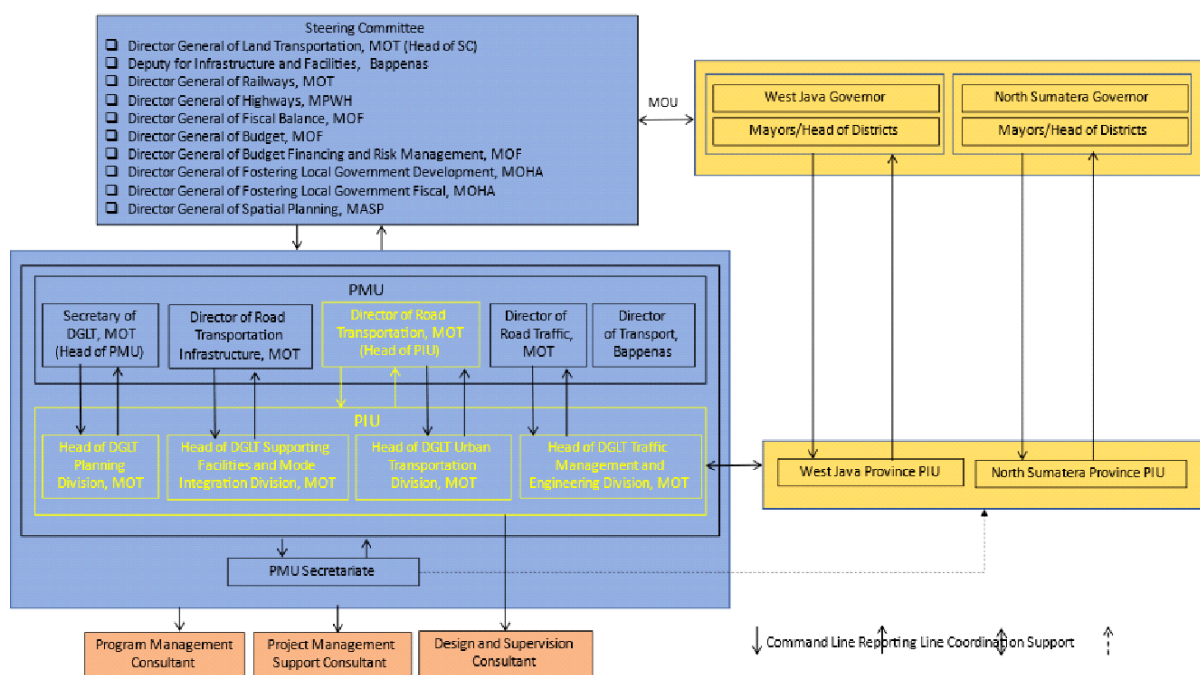 Steering Committee
Director General of Land Transportation, MOT (Head of SC)
Deputy for Infrastructure and Facilities, Bappenas
Director General of Railways, MOT
Director General of Highways, MPWH
Director General of Fiscal Balance, MOF
Director General of Budget, MOF
Director General of Budget Financing and Risk Management, MOF
Director General of Fostering Local Government Development, MOHA
Director General of Fostering Local Government Fiscal, MOHA
Director General of Spatial Planning, MASP
MOU
West Java Governor
Mayors/Head of Districts
North Sumatera Governor
Mayors/Head of Districts
PMU
Secretary of
DGLT, MOT
(Head of PMU)
Director of Road
Transportation
Infrastructure, MOT
Director of Road
Transportation, MOT
(Head of PIU)
Director of
Road Traffic,
MOT
Director
of Transport,
Bappenas
PIU
Head of DGLT
Planning
Division, MOT
Head of DGLT Supporting
Facilities and Mode
Integration Division, MOT
Head of DGLT Urban
Transportation
Division, MOT
Head of DGLT Traffic
Management and
Engineering Division, MOT
West Java Province PIU
North Sumatera Province PIU
PMU Secretariate
Program Management
Consultant
Project Management
Support Consultant
Design and Supervision
Consultant
Command Line Reporting Line Coordination Support